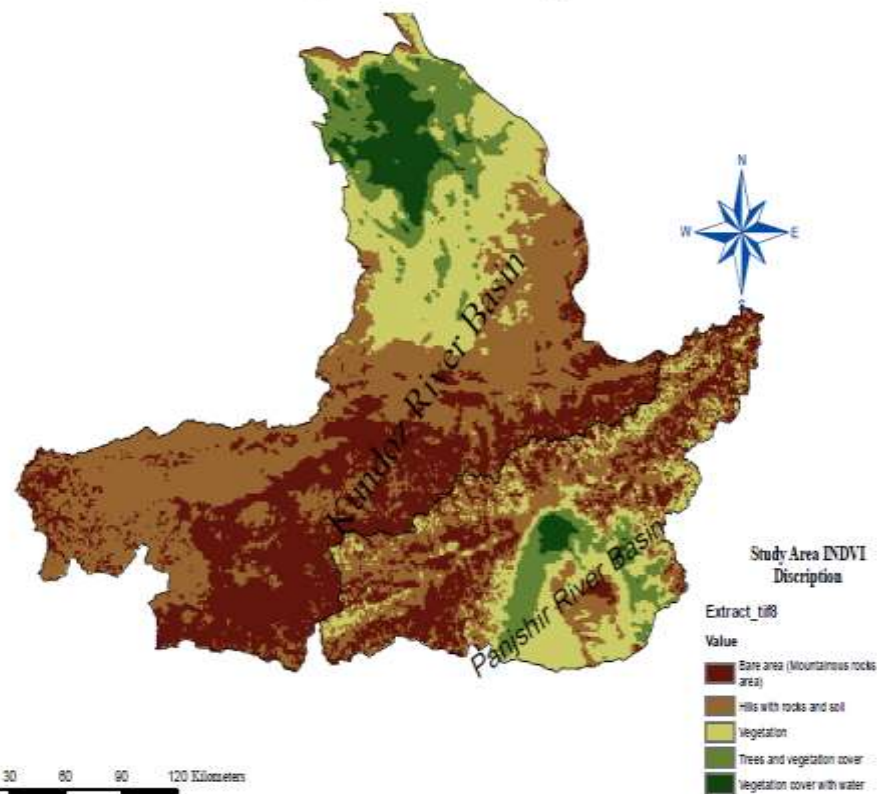 N
W
E
S
Kundoz River Basin
Panjshir River Basin
Study Area INDVI
Discription
Extract_tif8
Value
Bare area (Mountainous rocks
area)
Hills with rocks and soil
Vegetation
Trees and vegetation cover
Vegetation cover with water
30 60 90 120 Kilometers